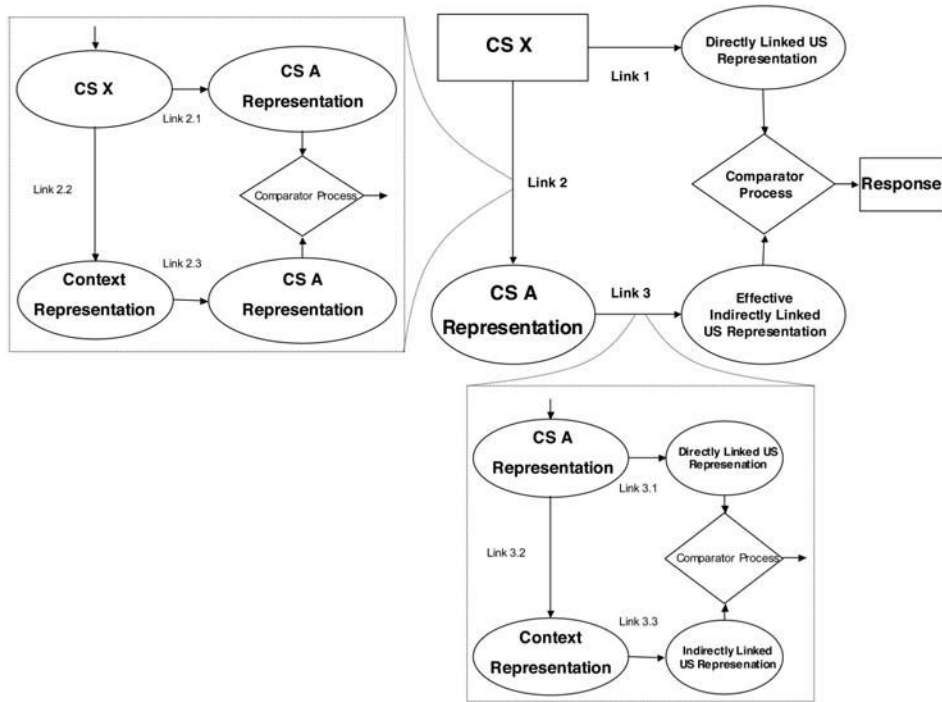 CS X
CS A
Representation
Link 2.1
Link 2.2
Comparator Process
Context
Representation
Link 2.3
CS A
Representation
CS X
Link 1
Directly Linked US
Representation
Link 2
Comparator
Process
Response
CS A
Representation
Link 3
Effective
Indirectly Linked
US Representation
CS A
Representation
Link 3.1
Directly Linked US
Represenation
Link 3.2
Comparator Process
Context
Representation
Link 3.3
Indirectly Linked
US Represenation